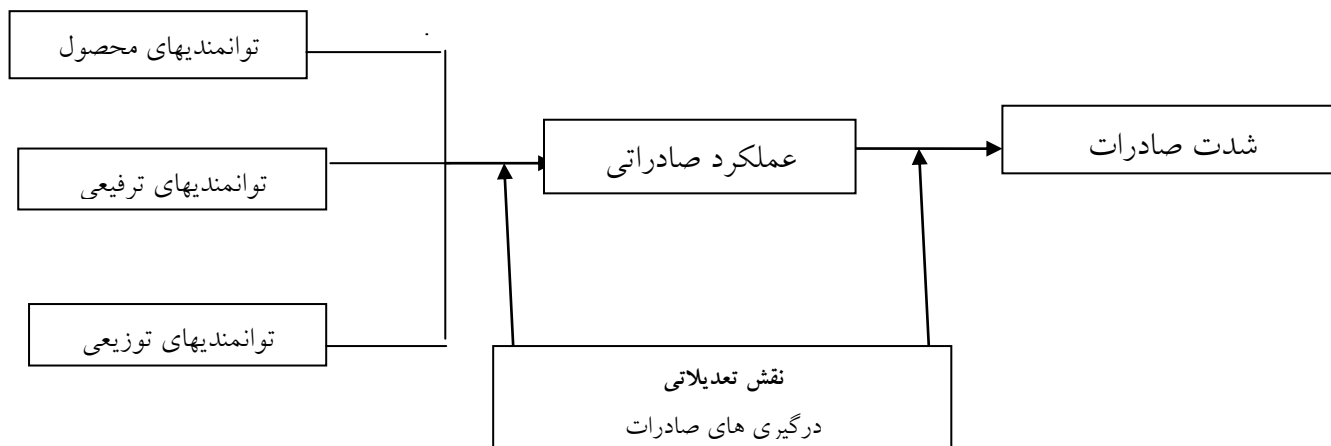 توانمندیهای محصول
توانمندیهای ترفیعی
توانمندیهای توزیعی
عملکرد صادراتی
شدت صادرات
نقش تعدیلاتی
درگیری های صادرات